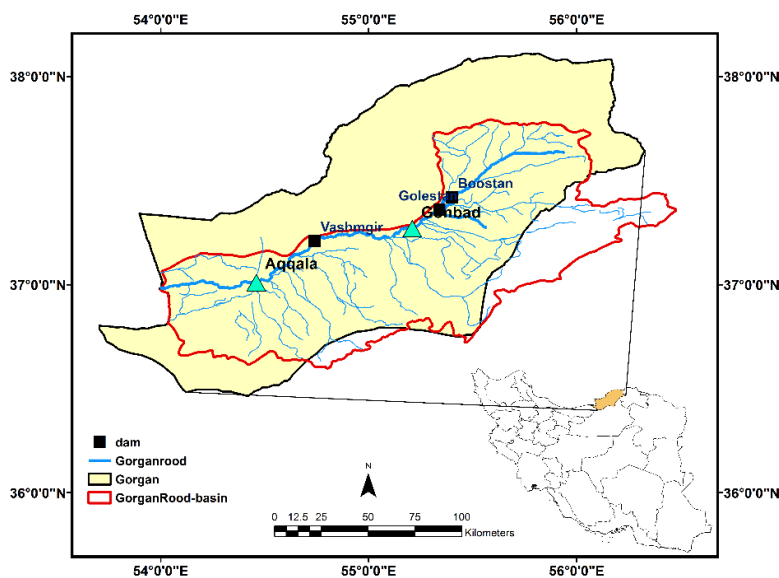 54°0'0"E 55°0'0"E 56°0'0"E
38°0'0"N 38°0'0"N
Boostan
Golestan
Gonbad
Vashmgir
Aqqala
37°0'0"N 37°0'0"N
dam
Gorganrood
Gorgan
GorganRood-basin
N
36°0'0"N 36°0'0"N
0 12.5 25 50 75 100
Kilometers
54°0'0"E 55°0'0"E 56°0'0"E